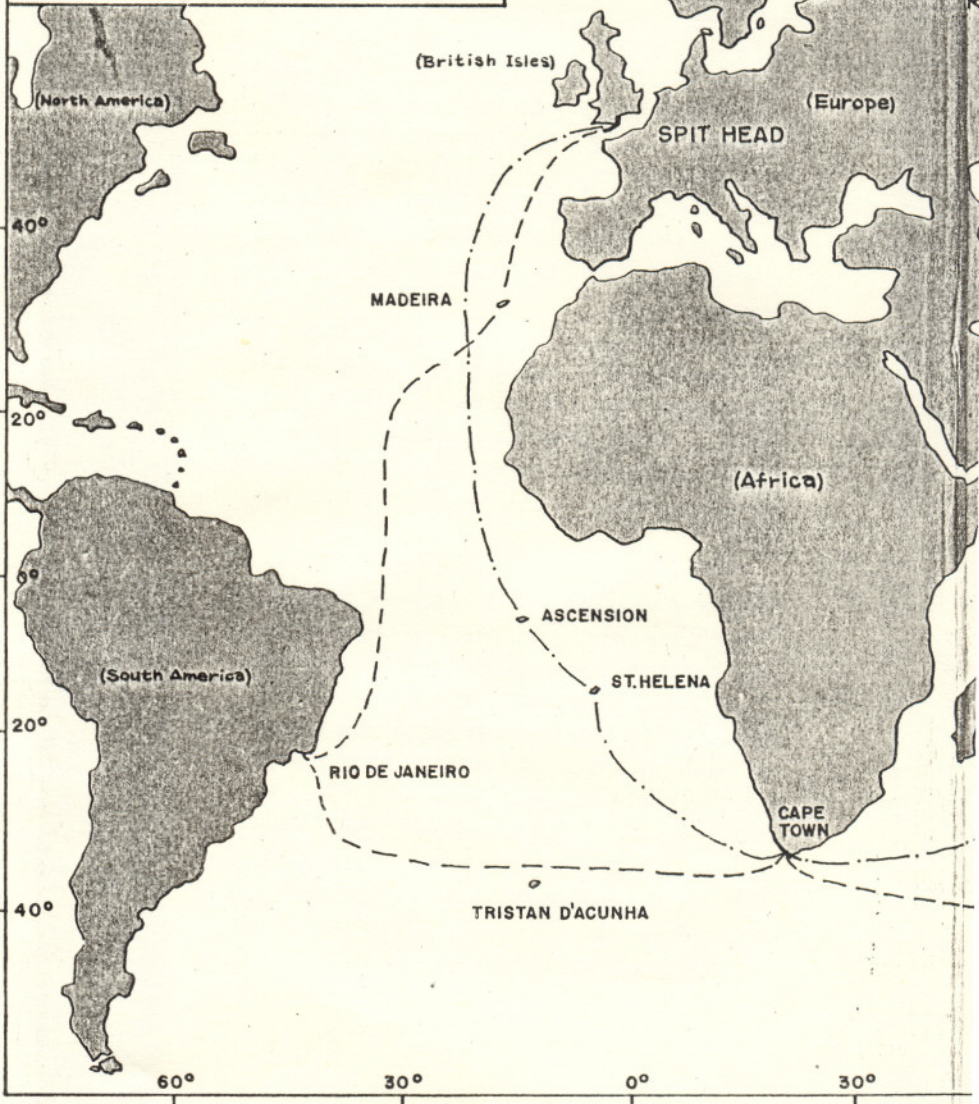 (British Isles)
(North America)
(Europe)
SPIT HEAD
40°
MADEIRA
20°
(Africa)
0°
ASCENSION
(South America)
ST. HELENA
20°
RIO DE JANEIRO
CAPE
TOWN
40°
TRISTAN D'ACUNHA
60°
30°
0°
30°